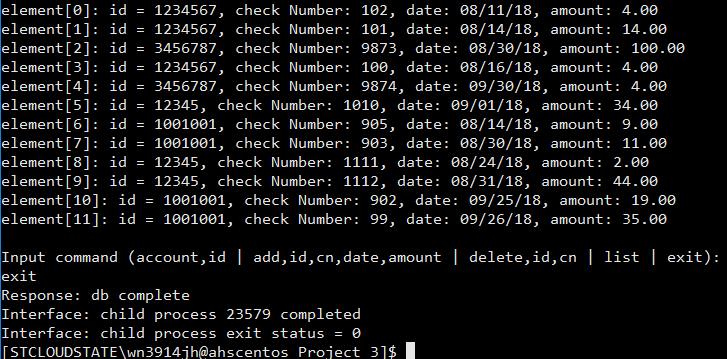 element[0]: id = 1234567, check Number: 102, date: 08/11/18, amount: 4.00
element[1]: id = 1234567, check Number: 101, date: 08/14/18, amount: 14.00
element[2]: id = 3456787, check Number: 9873, date: 08/30/18, amount: 100.00
element[3]: id = 1234567, check Number: 100, date: 08/16/18, amount: 4.00
element[4]: id = 3456787, check Number: 9874, date: 09/30/18, amount: 4.00
element[5]: id = 12345, check Number: 1010, date: 09/01/18, amount: 34.00
element[6]: id = 1001001, check Number: 905, date: 08/14/18, amount: 9.00
element[7]: id = 1001001, check Number: 903, date: 08/30/18, amount: 11.00
element[8]: id = 12345, check Number: 1111, date: 08/24/18, amount: 2.00
element[9]: id = 12345, check Number: 1112, date: 08/31/18, amount: 44.00
element[10]: id = 1001001, check Number: 902, date: 09/25/18, amount: 19.00
element[11]: id = 1001001, check Number: 99, date: 09/26/18, amount: 35.00
Input command (account,id | add,id,cn,date,amount | delete,id,cn | list | exit):
exit
Response: db complete
Interface: child process 23579 completed
Interface: child process exit status = 0
[STCLOUDSTATE\wn3914jh@ahscentos Project 3]$